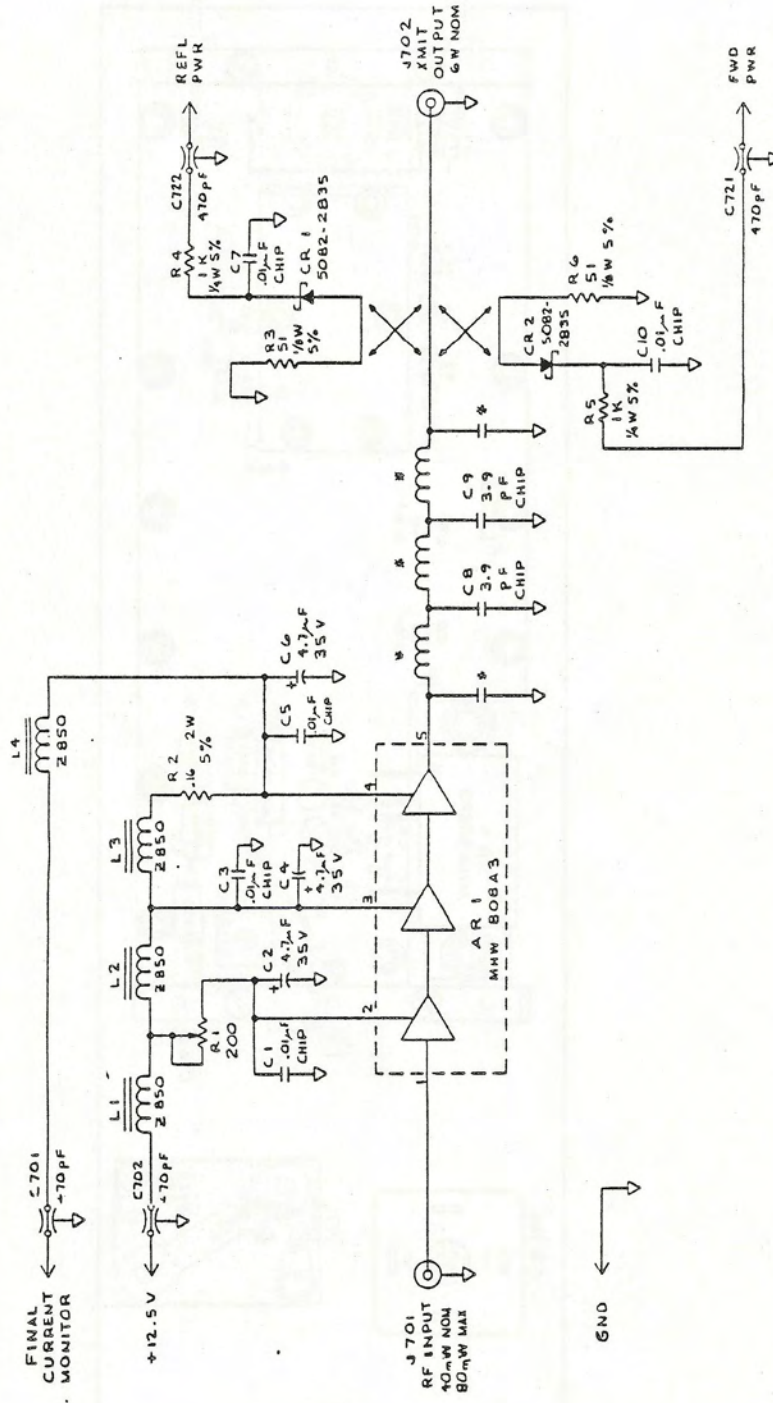 FINAL
CURRENT
MONITOR
C701
470pF
+12.5V
C702
470pF
L1
2850
L2
2850
L3
2850
L4
2850
R1
200
R2
.16
2W
5%
C1
.01µF
CHIP
C2
4.7µF
35V
+
C3
.01µF
CHIP
C4
4.7µF
35V
+
C5
.01µF
CHIP
C6
4.7µF
35V
+
J701
RF INPUT
40mW NOM
80mW MAX
1
2
3
4
5
AR1
MHW 808A3
*
*
*
*
*
C8
3.9
PF
CHIP
C9
3.9
PF
CHIP
R3
51
1/8W
5%
CR1
5082-2835
C7
.01µF
CHIP
R4
1K
1/4W 5%
C722
470pF
REFL
PWR
J702
XMIT
OUTPUT
6W NOM
CR2
5082-
2835
R6
51
1/8W 5%
C10
.01µF
CHIP
R5
1K
1/4W 5%
C721
470pF
FWD
PWR
GND